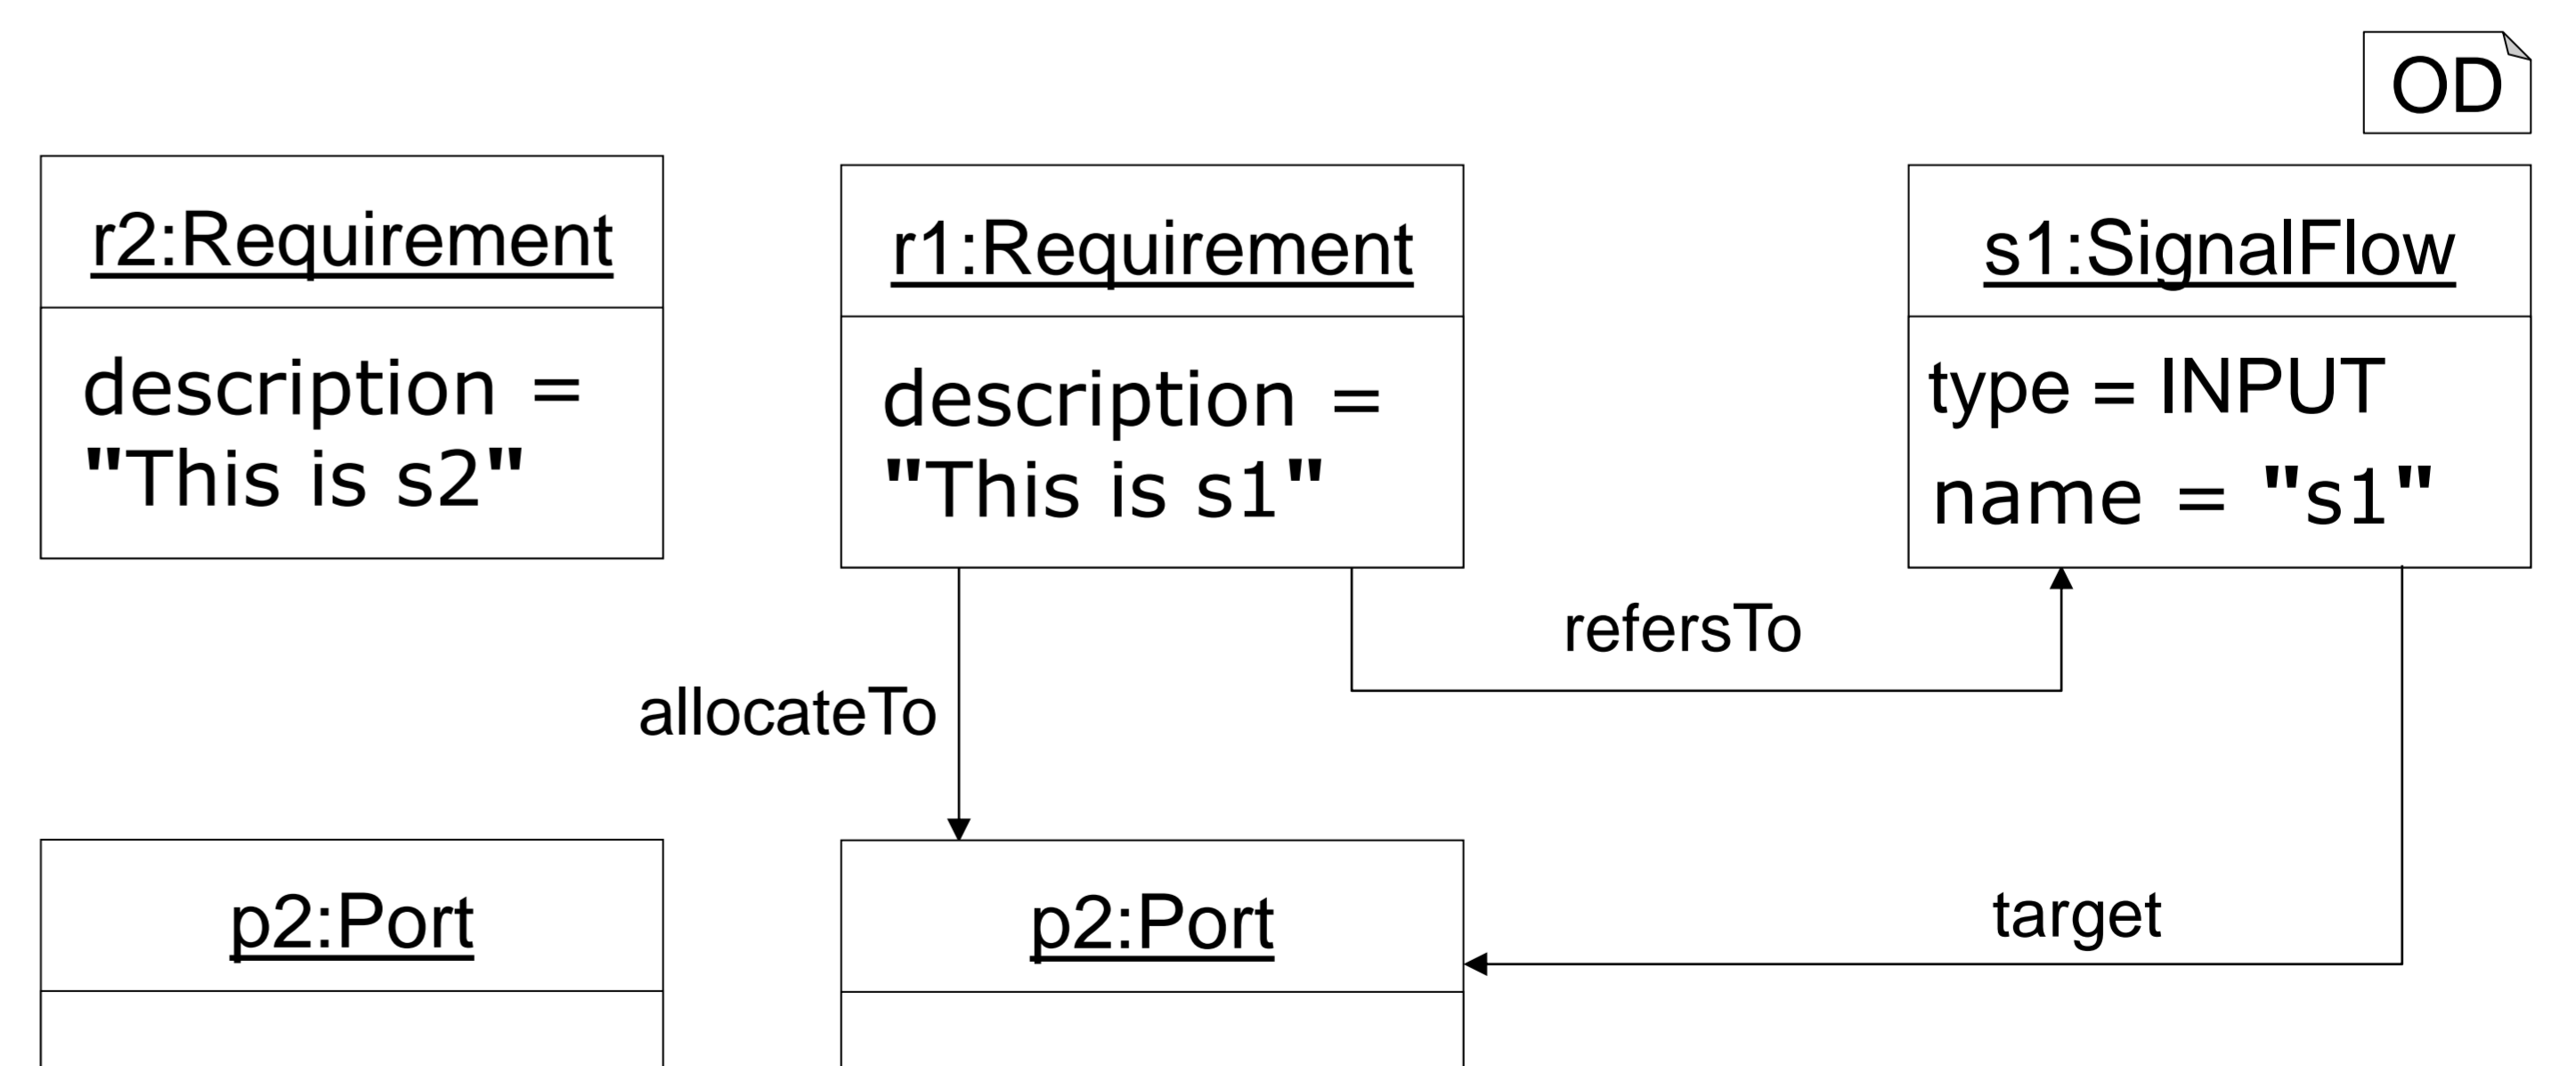 OD
r2:Requirement
description =
"This is s2"
r1:Requirement
description =
"This is s1"
s1:SignalFlow
type = INPUT
name = "s1"
refersTo
allocateTo
target
p2:Port
p2:Port